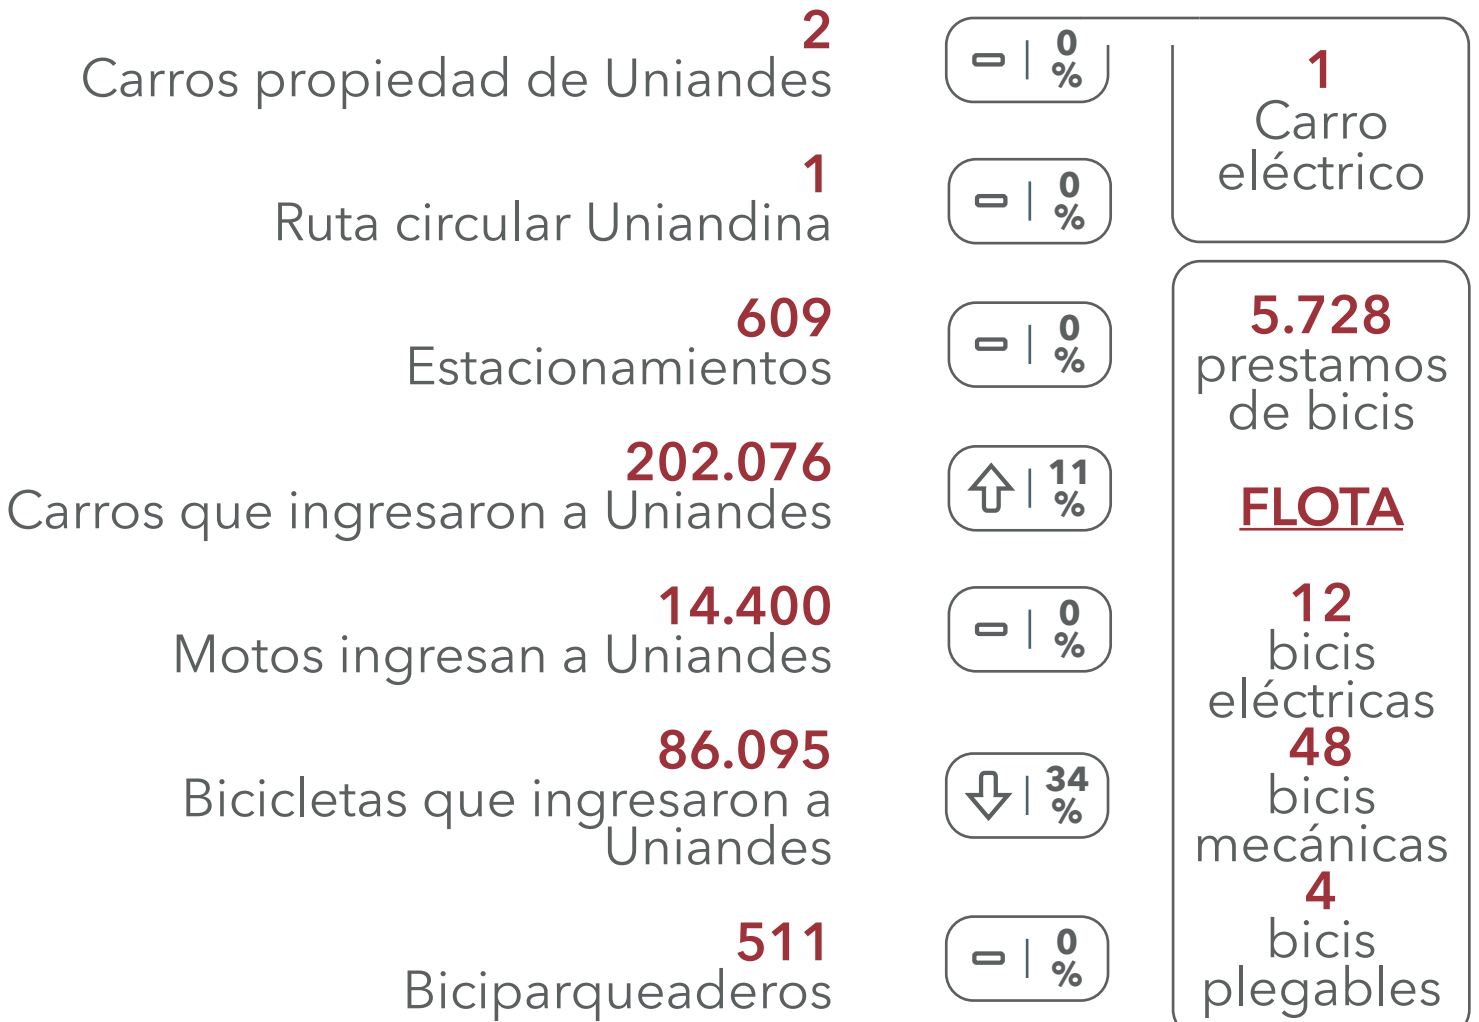 2
Carros propiedad de Uniandes
0
%
1
Ruta circular Uniandina
0
%
609
Estacionamientos
0
%
202.076
Carros que ingresaron a Uniandes
11
%
14.400
Motos ingresan a Uniandes
0
%
86.095
Bicicletas que ingresaron a
Uniandes
34
%
511
Biciparqueaderos
0
%
1
Carro
eléctrico
5.728
prestamos
de bicis
FLOTA
12
bicis
eléctricas
48
bicis
mecánicas
4
bicis
plegables